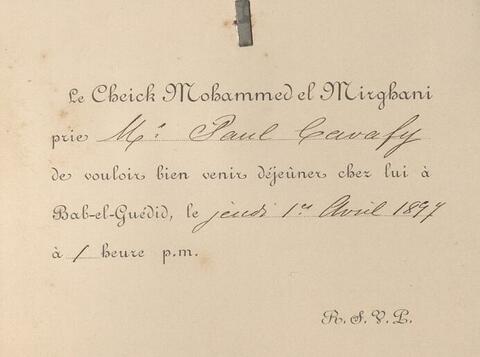 Le Cheick Mohammed el Mirghani
prie Mr. Paul Cavafy
de vouloir bien venir déjeûner chez lui à
Bab-el-Guédid, le jeudi 1er Avril 1897
à 1 heure p.m.
R. S. V. P.